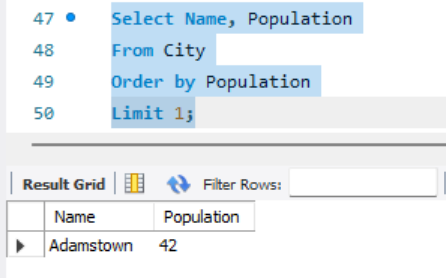 47 Select Name, Population
48 From City
49 Order by Population
50 Limit 1;
Result Grid Filter Rows:
Name Population
Adamstown 42